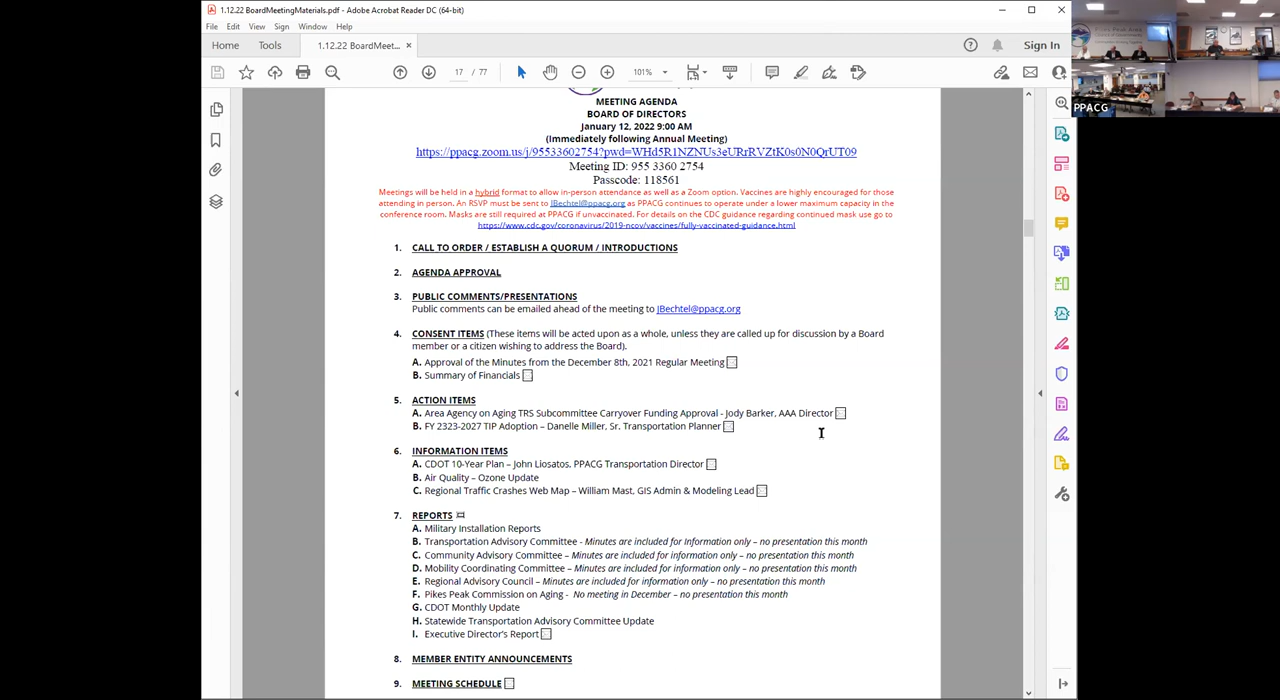 1.12.22 BoardMeetingMaterials.pdf - Adobe Acrobat Reader DC (64-bit)
File Edit View Sign Window Help
Home Tools 1.12.22 BoardMeet... × Sign In
17 / 77 101%
MEETING AGENDA
BOARD OF DIRECTORS
January 12, 2022 9:00 AM
(Immediately following Annual Meeting)
https://ppacg.zoom.us/j/95533602754?pwd=WHd5R1NZNUs3eURrRVZtK0s0N0QrUT09
Meeting ID: 955 3360 2754
Passcode: 118561
Meetings will be held in a hybrid format to allow in-person attendance as well as a Zoom option. Vaccines are highly encouraged for those
attending in person. An RSVP must be sent to JBechtel@ppacg.org as PPACG continues to operate under a lower maximum capacity in the
conference room. Masks are still required at PPACG if unvaccinated. For details on the CDC guidance regarding continued mask use go to
https://www.cdc.gov/coronavirus/2019-ncov/vaccines/fully-vaccinated-guidance.html
1. CALL TO ORDER / ESTABLISH A QUORUM / INTRODUCTIONS
2. AGENDA APPROVAL
3. PUBLIC COMMENTS/PRESENTATIONS
Public comments can be emailed ahead of the meeting to JBechtel@ppacg.org
4. CONSENT ITEMS (These items will be acted upon as a whole, unless they are called up for discussion by a Board
member or a citizen wishing to address the Board).
A. Approval of the Minutes from the December 8th, 2021 Regular Meeting
B. Summary of Financials
5. ACTION ITEMS
A. Area Agency on Aging TRS Subcommittee Carryover Funding Approval - Jody Barker, AAA Director
B. FY 2323-2027 TIP Adoption – Danelle Miller, Sr. Transportation Planner
6. INFORMATION ITEMS
A. CDOT 10-Year Plan – John Liosatos, PPACG Transportation Director
B. Air Quality – Ozone Update
C. Regional Traffic Crashes Web Map – William Mast, GIS Admin & Modeling Lead
7. REPORTS
A. Military Installation Reports
B. Transportation Advisory Committee - Minutes are included for Information only – no presentation this month
C. Community Advisory Committee – Minutes are included for information only – no presentation this month
D. Mobility Coordinating Committee – Minutes are included for information only – no presentation this month
E. Regional Advisory Council – Minutes are included for information only – no presentation this month
F. Pikes Peak Commission on Aging - No meeting in December – no presentation this month
G. CDOT Monthly Update
H. Statewide Transportation Advisory Committee Update
I. Executive Director's Report
8. MEMBER ENTITY ANNOUNCEMENTS
9. MEETING SCHEDULE
PPACG